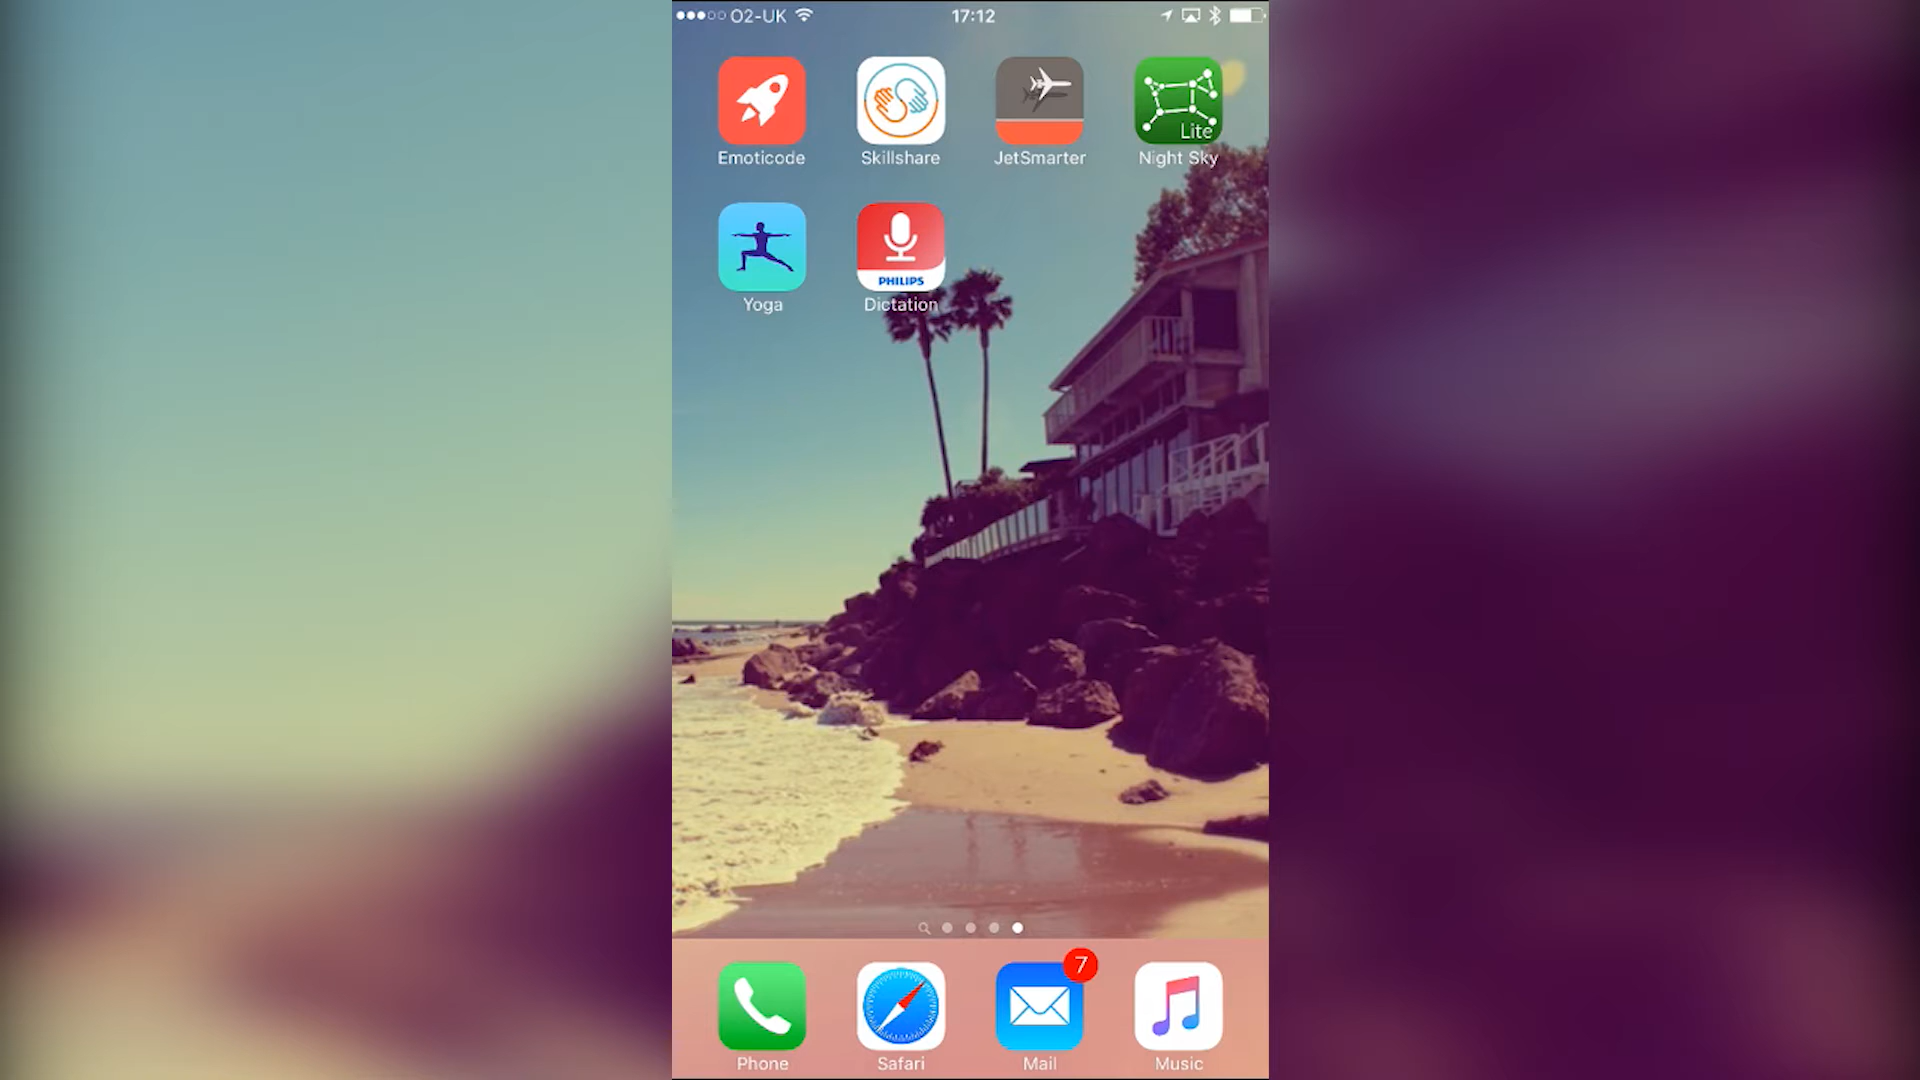 O2-UK 17:12
Emoticode Skillshare JetSmarter Lite Night Sky
PHILIPS
Yoga Dictation
7
Phone Safari Mail Music